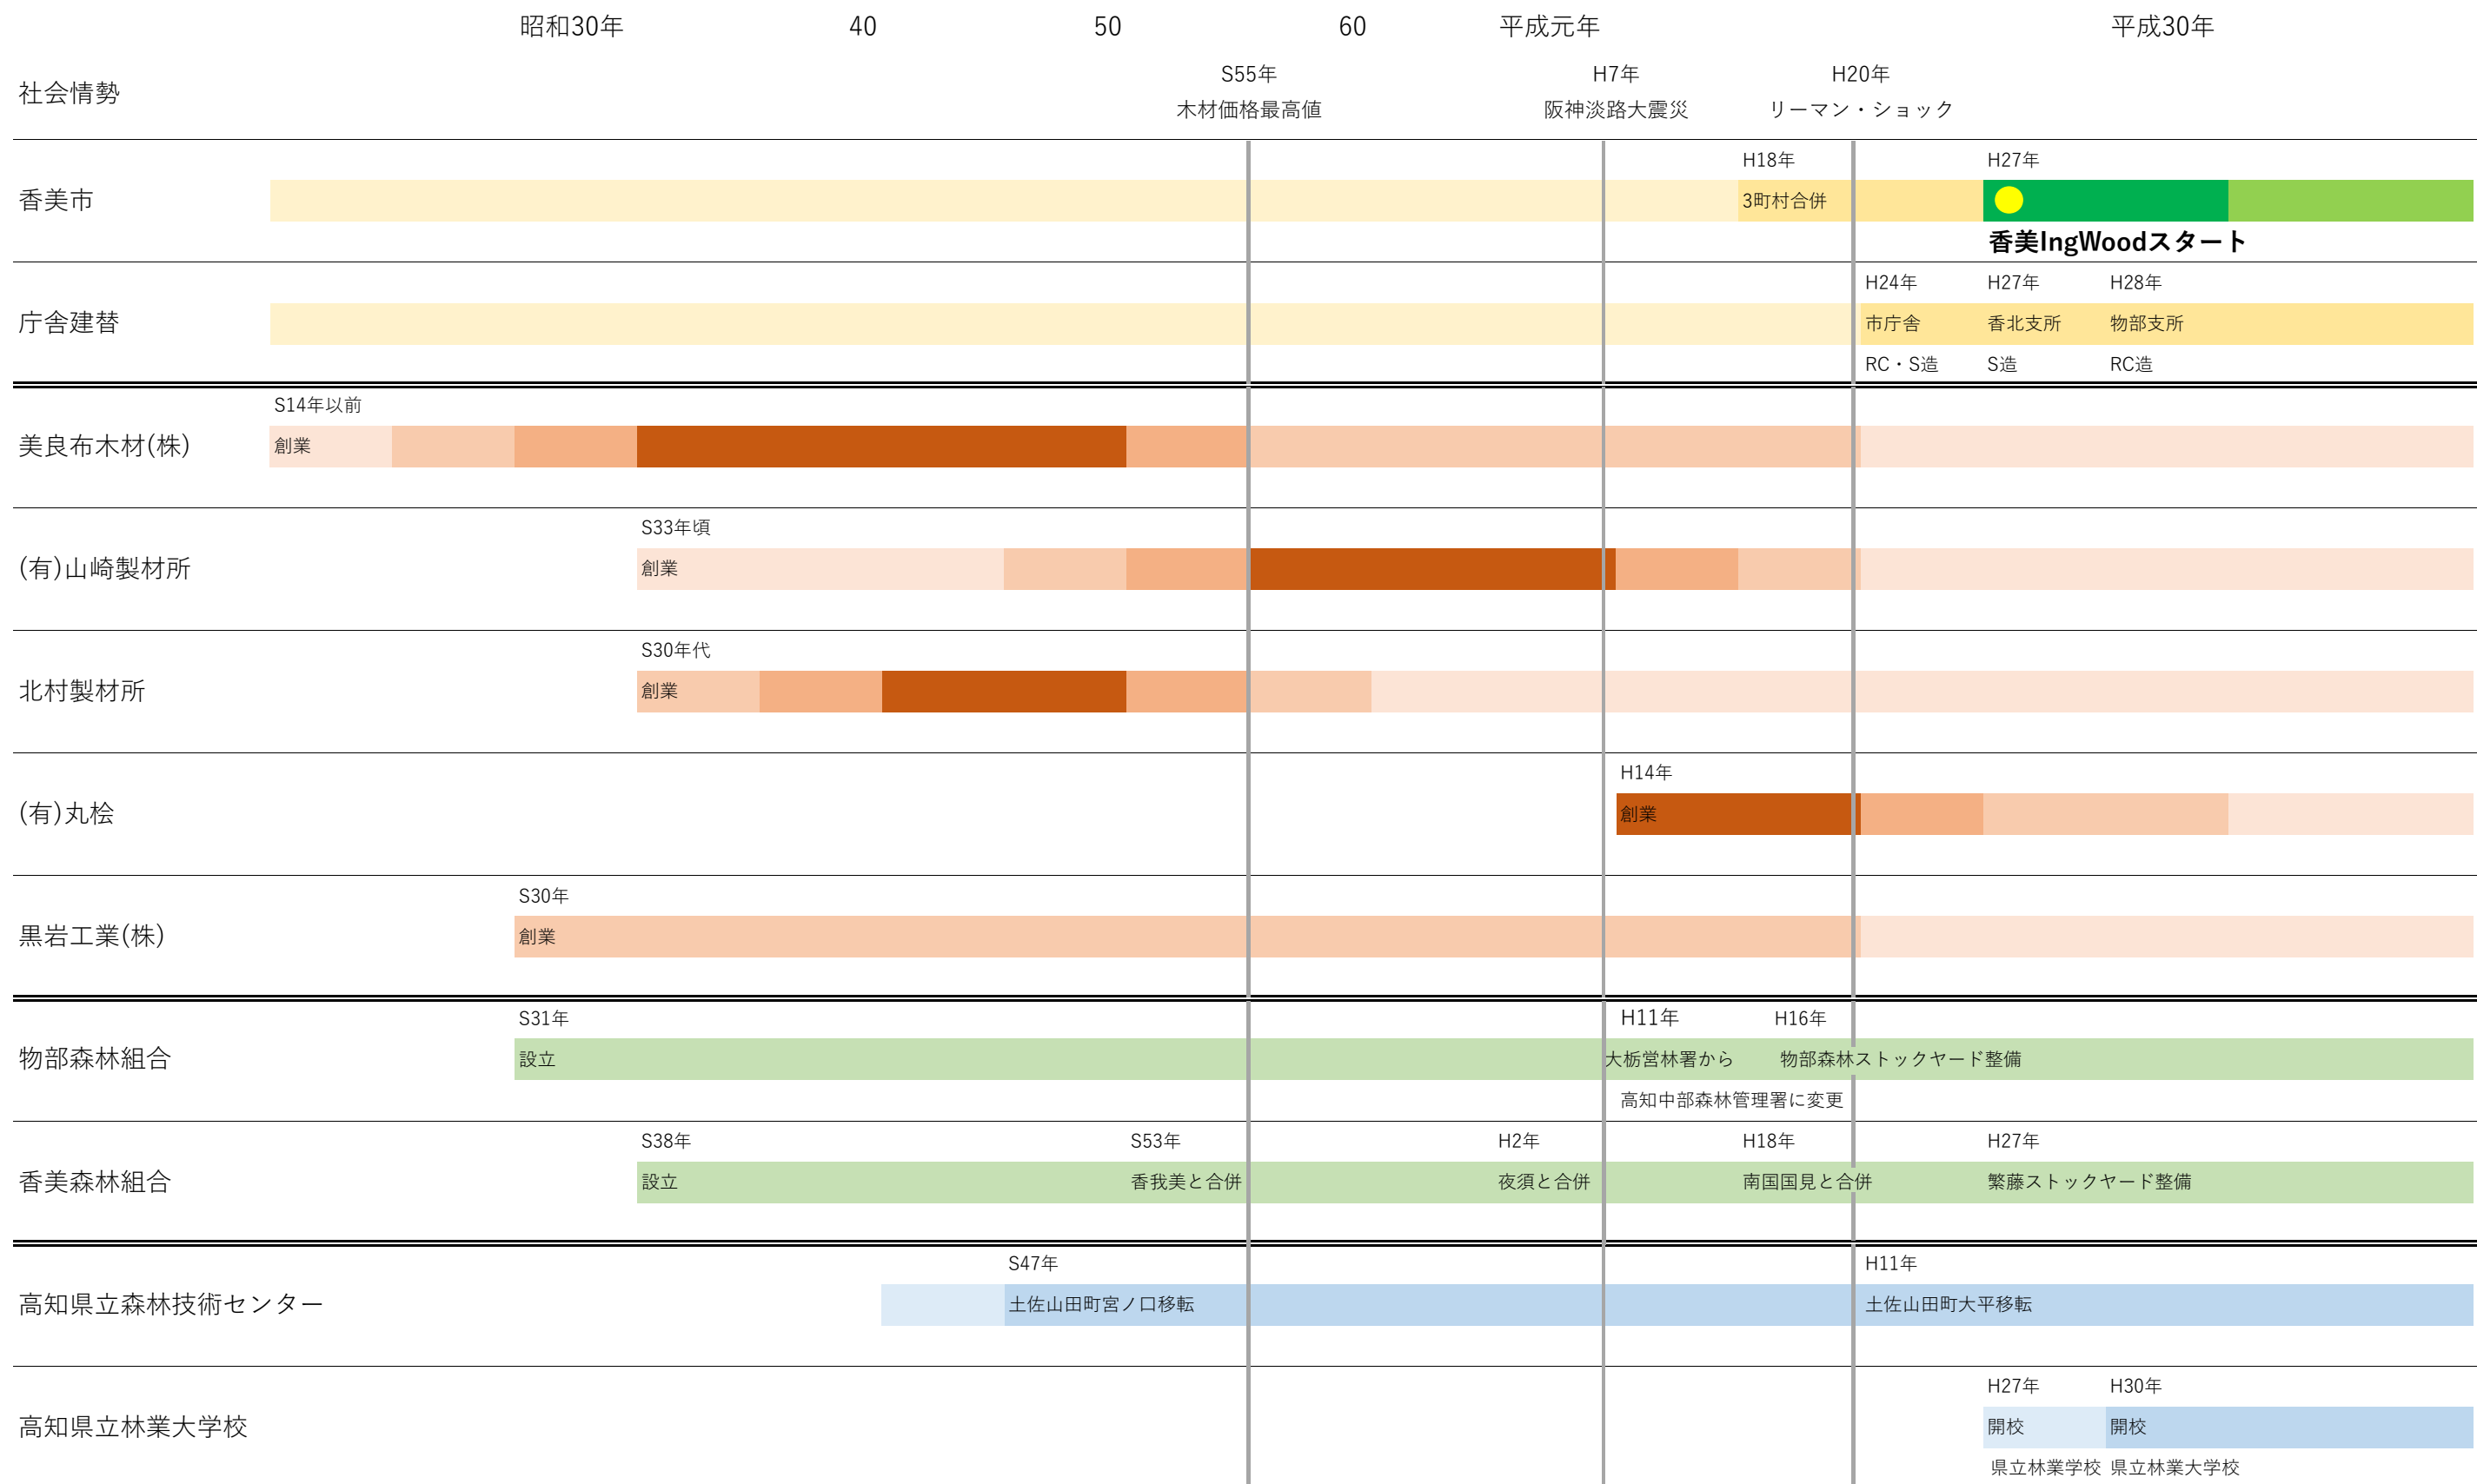 昭和30年 40 50 60 平成元年 平成30年
社会情勢
S55年 H7年 H20年
木材価格最高値 阪神淡路大震災 リーマン・ショック
H18年 H27年
香美市 3町村合併
香美IngWoodスタート
H24年 H27年 H28年
庁舎建替 市庁舎 香北支所 物部支所
RC・S造 S造 RC造
S14年以前
美良布木材(株) 創業
S33年頃
(有)山崎製材所 創業
S30年代
北村製材所 創業
H14年
(有)丸桧 創業
S30年
黒岩工業(株) 創業
S31年 H11年 H16年
物部森林組合 設立 大栃営林署から 物部森林ストックヤード整備
高知中部森林管理署に変更
S38年 S53年 H2年 H18年 H27年
香美森林組合 設立 香我美と合併 夜須と合併 南国国見と合併 繁藤ストックヤード整備
S47年 H11年
高知県立森林技術センター 土佐山田町宮ノ口移転 土佐山田町大平移転
H27年 H30年
高知県立林業大学校 開校 開校
県立林業学校 県立林業大学校